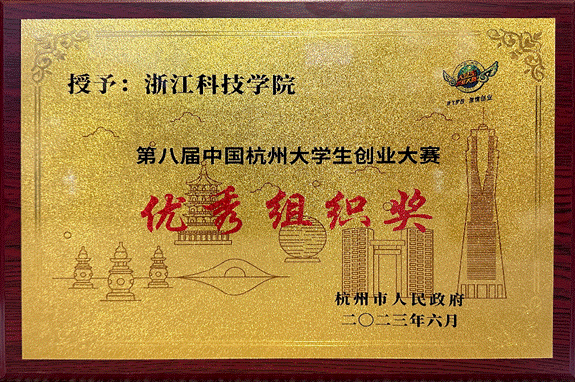 授予：浙江科技学院
第八届中国杭州大学生创业大赛
优秀组织奖
杭州市人民政府
二〇二三年六月